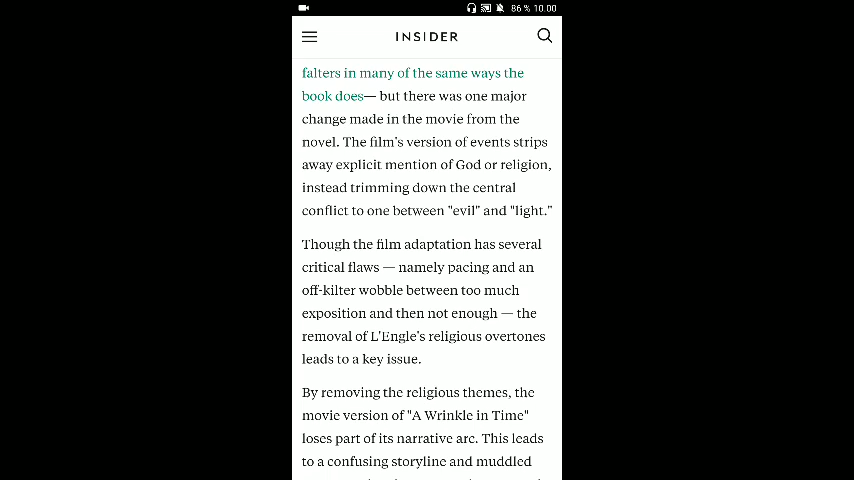 86 % 10.00
INSIDER
falters in many of the same ways the
book does— but there was one major
change made in the movie from the
novel. The film's version of events strips
away explicit mention of God or religion,
instead trimming down the central
conflict to one between "evil" and "light."
Though the film adaptation has several
critical flaws — namely pacing and an
off-kilter wobble between too much
exposition and then not enough — the
removal of L'Engle's religious overtones
leads to a key issue.
By removing the religious themes, the
movie version of "A Wrinkle in Time"
loses part of its narrative arc. This leads
to a confusing storyline and muddled